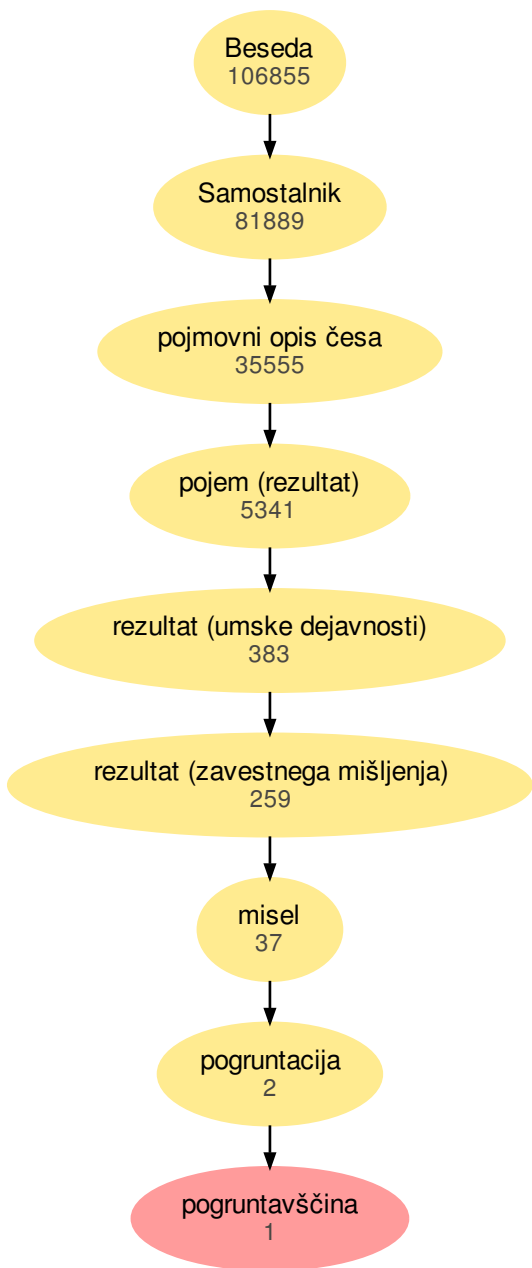 Beseda
106855
Samostalnik
81889
pojmovni opis česa
35555
pojem (rezultat)
5341
rezultat (umske dejavnosti)
383
rezultat (zavestnega mišljenja)
259
misel
37
pogruntacija
2
pogruntavščina
1